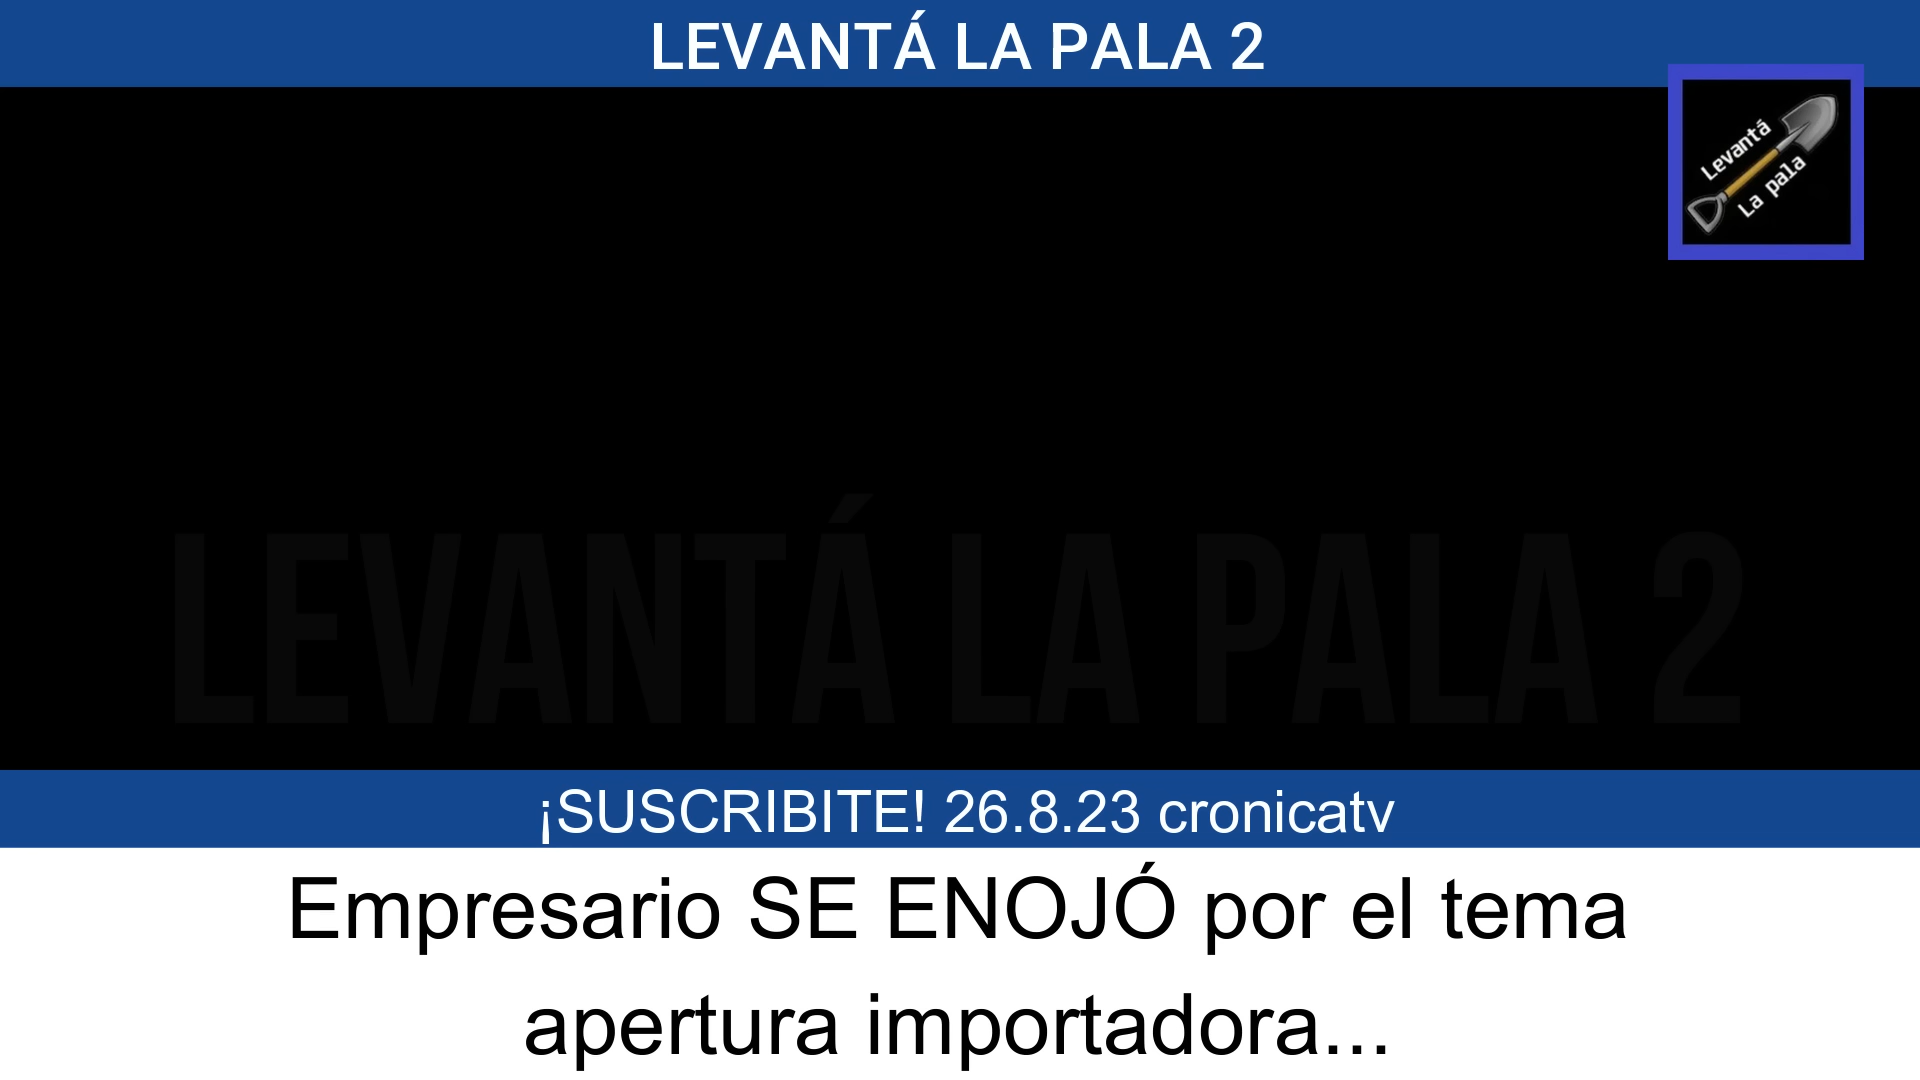 LEVANTÁ LA PALA 2
Levantá
La pala
LEVANTÁ LA PALA 2
¡SUSCRIBITE! 26.8.23 cronicatv
Empresario SE ENOJÓ por el tema
apertura importadora...